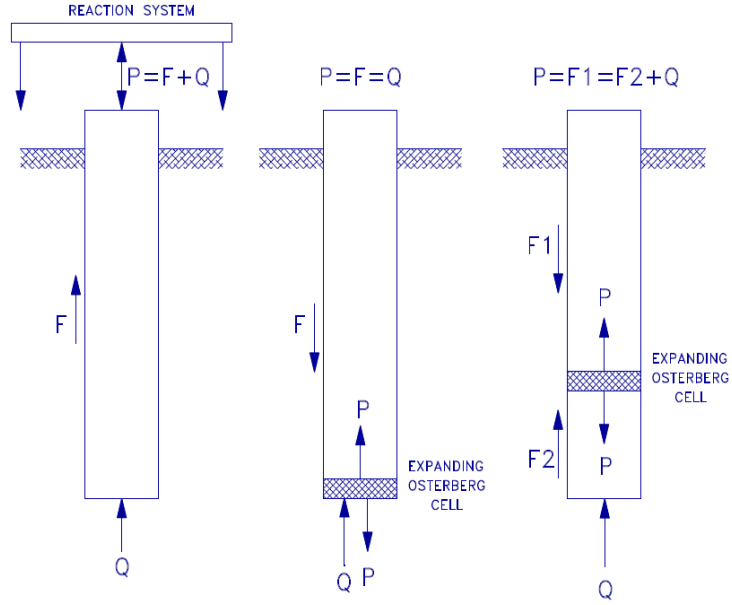 REACTION SYSTEM
P=F+Q
F
Q
P=F=Q
F
P
EXPANDING
OSTERBERG
CELL
Q
P
P=F1=F2+Q
F1
P
EXPANDING
OSTERBERG
CELL
F2
P
Q